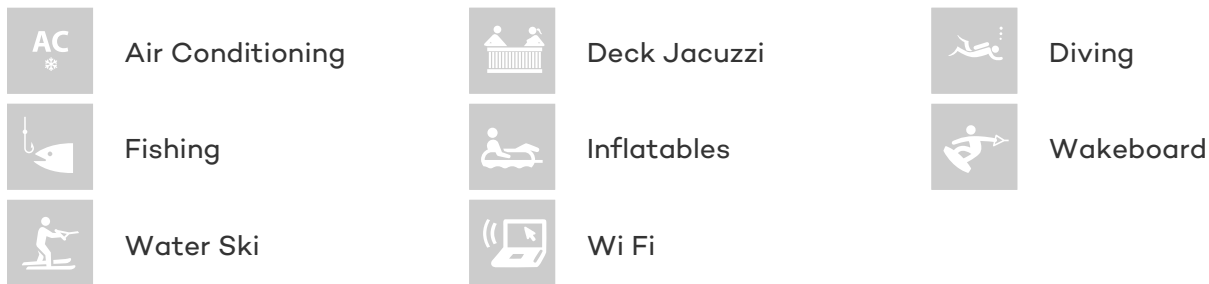 AC
Air Conditioning
Deck Jacuzzi
Diving
Fishing
Inflatables
Wakeboard
Water Ski
Wi Fi